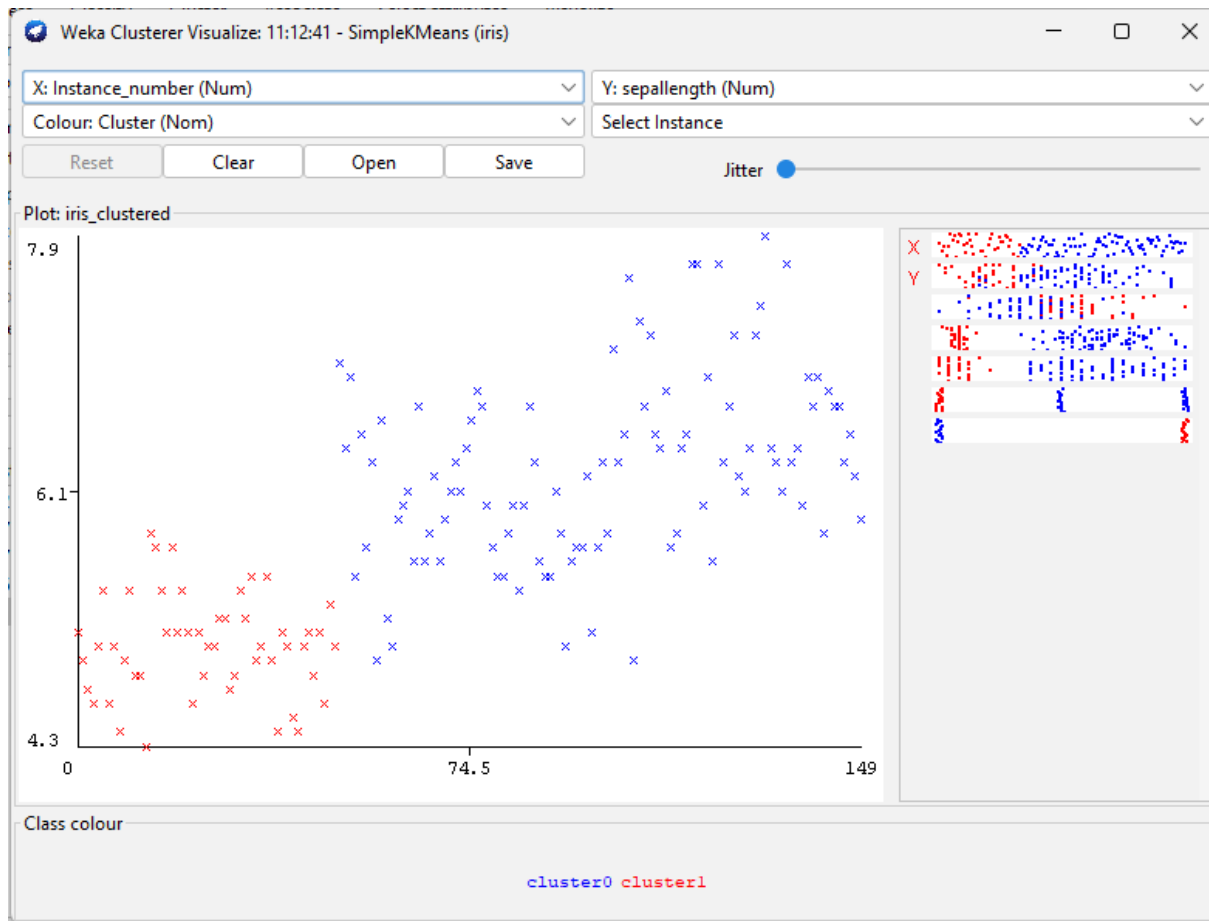 Weka Clusterer Visualize: 11:12:41 - SimpleKMeans (iris)
X: Instance_number (Num)
Y: sepallength (Num)
Colour: Cluster (Nom)
Select Instance
Reset
Clear
Open
Save
Jitter
Plot: iris_clustered
7.9
6.1
4.3
0
74.5
149
X
Y
Class colour
cluster0 cluster1